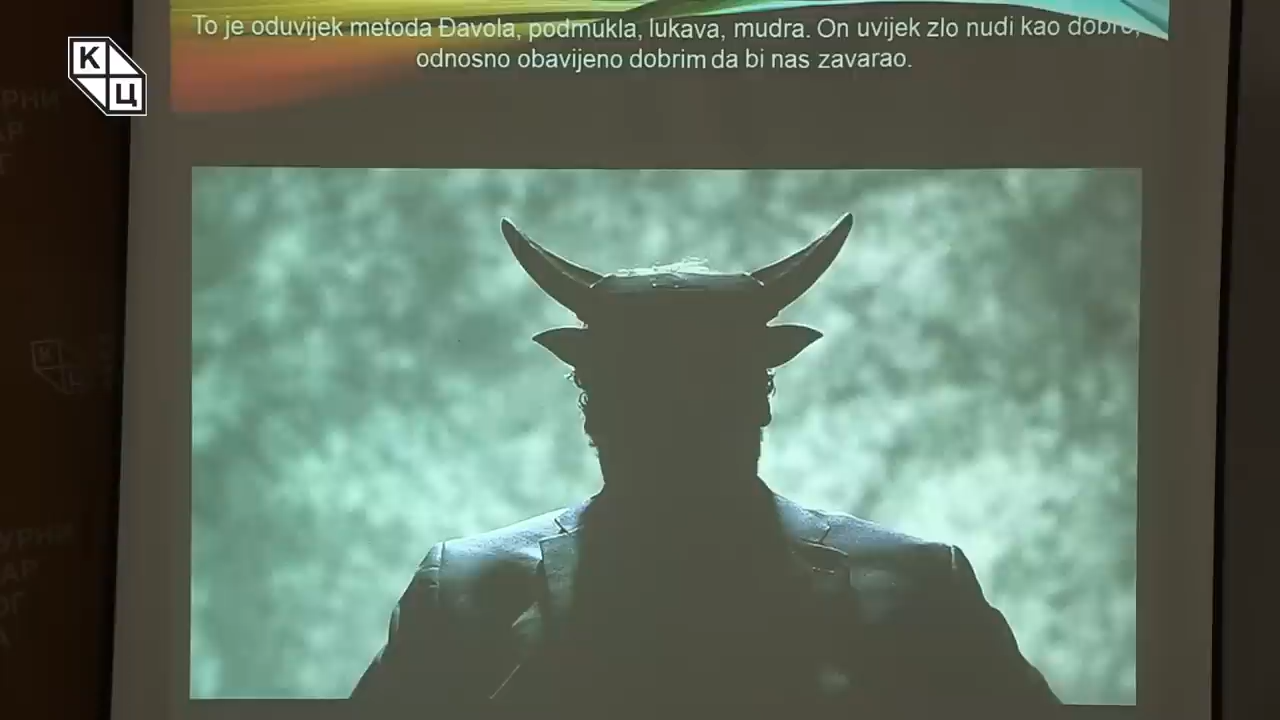 To je oduvijek metoda Đavola, podmukla, lukava, mudra. On uvijek zlo nudi kao dobro,
odnosno obavijeno dobrim da bi nas zavarao.
К
Ц